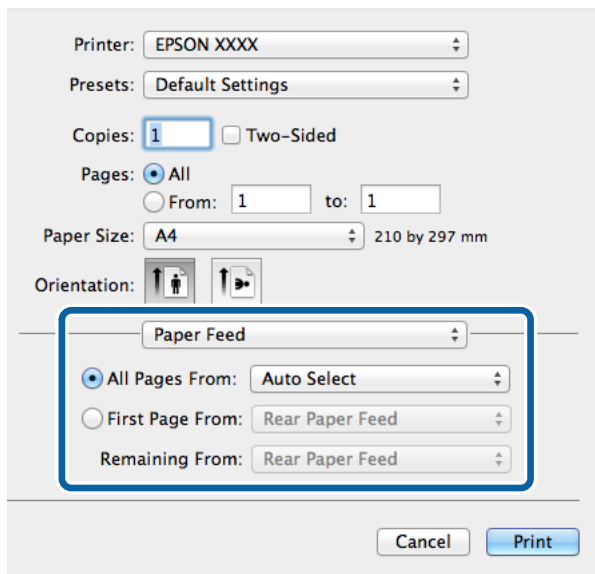 Printer: EPSON XXXX
Presets: Default Settings
Copies: 1 Two-Sided
Pages: All
From: 1 to: 1
Paper Size: A4 210 by 297 mm
Orientation:
Paper Feed
All Pages From: Auto Select
First Page From: Rear Paper Feed
Remaining From: Rear Paper Feed
Cancel Print